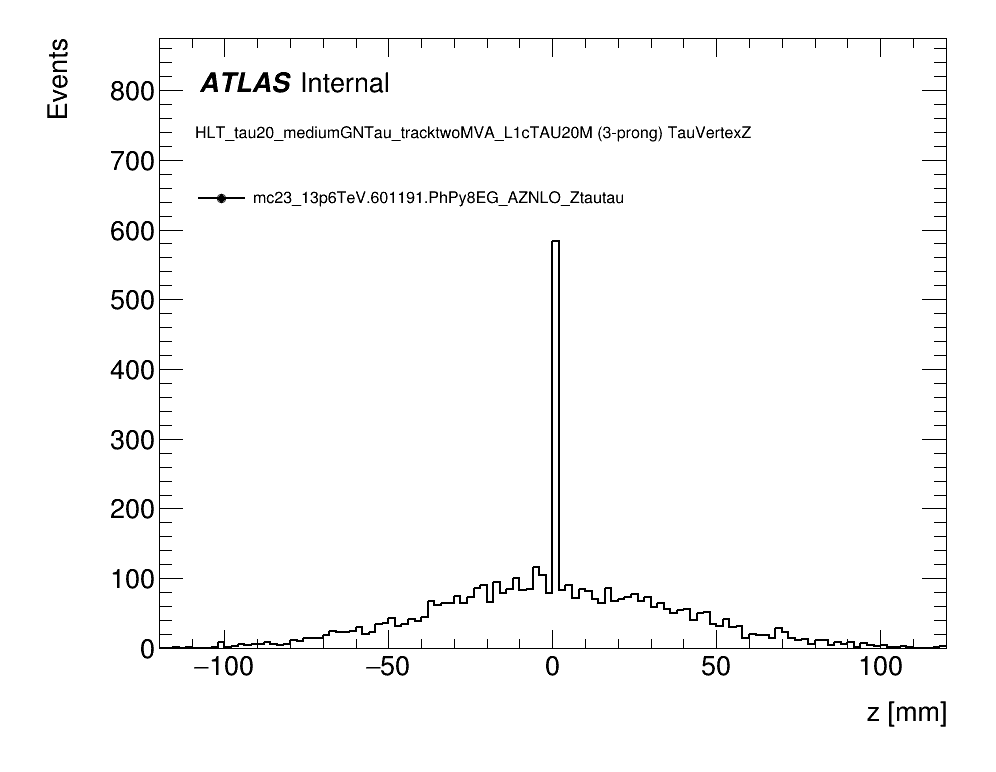 Events
ATLAS Internal
HLT_tau20_mediumGNTau_tracktwoMVA_L1cTAU20M (3-prong) TauVertexZ
mc23_13p6TeV.601191.PhPy8EG_AZNLO_Ztautau
800
700
600
500
400
300
200
100
0
−100 −50 0 50 100
z [mm]